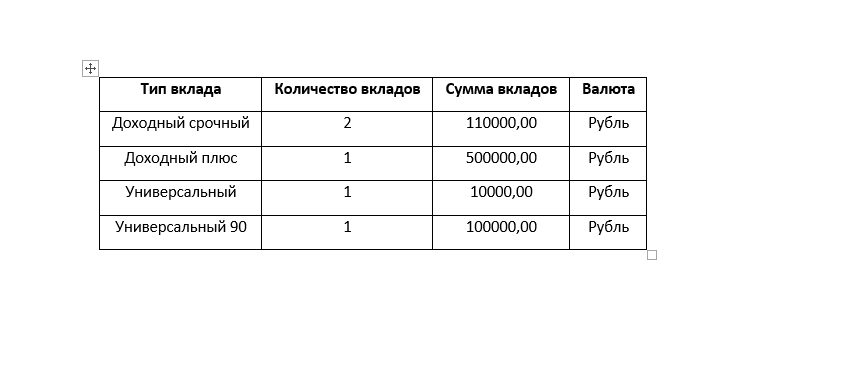 Тип вклада Количество вкладов Сумма вкладов Валюта
Доходный срочный 2 110000,00 Рубль
Доходный плюс 1 500000,00 Рубль
Универсальный 1 10000,00 Рубль
Универсальный 90 1 100000,00 Рубль